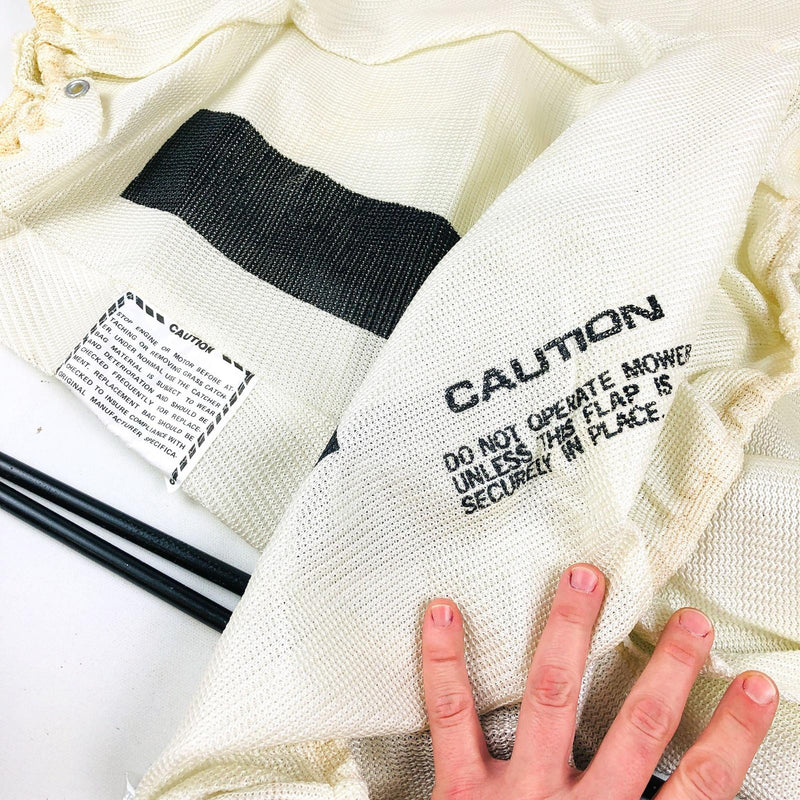 CAUTION
STOP ENGINE OR MOTOR BEFORE AT.
TACHING OR REMOVING GRASS CATCH
ER UNDER NORMAL USE THE CATCHER
BAG MATERIAL IS SUBJECT TO WEAR
AND DETERIORATION AND SHOULD BE
CHECKED FREQUENTLY FOR REPLACE-
MENT. REPLACEMENT BAG SHOULD BE
CHECKED TO INSURE COMPLIANCE WITH
ORIGINAL MANUFACTURER SPECIFICA.
CAUTION
DO NOT OPERATE MOWER
UNLESS THIS FLAP IS
SECURELY IN PLACE.